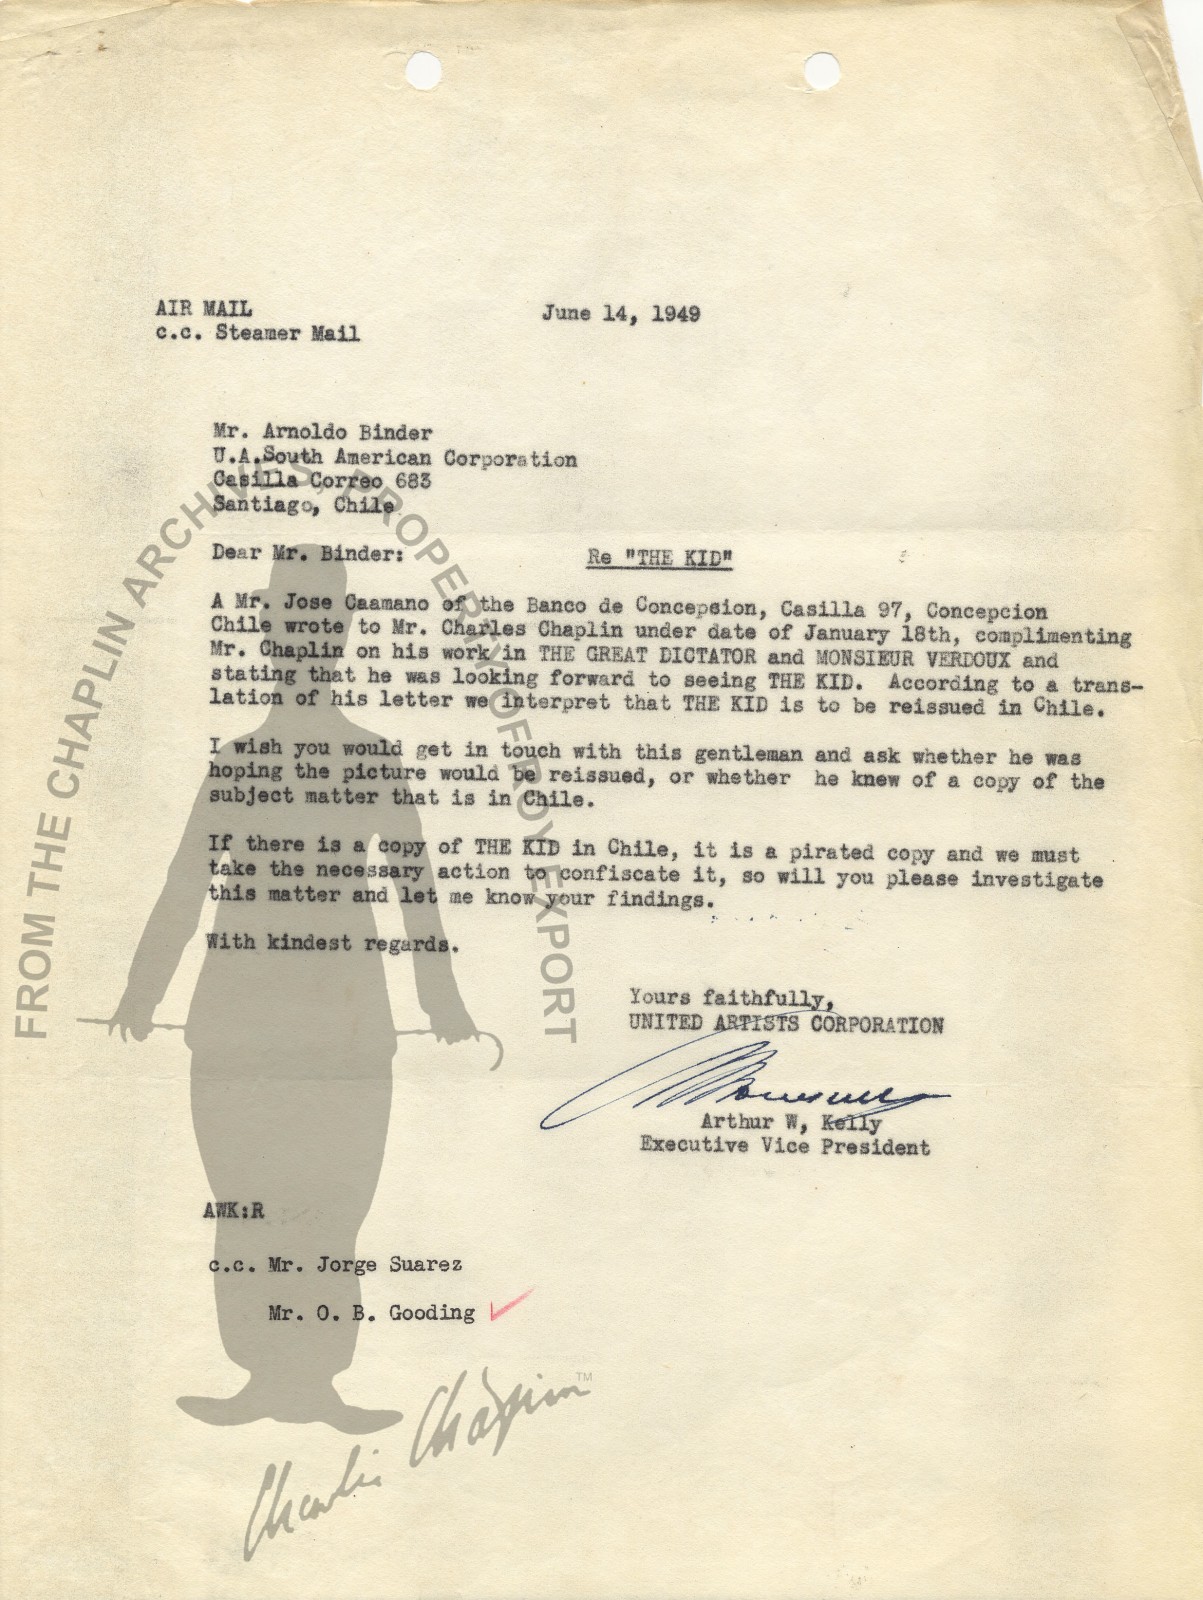 AIR MAIL
c.c. Steamer Mail
June 14, 1949
Mr. Arnoldo Binder
U.A.South American Corporation
Casilla Correo 683
Santiago, Chile
Dear Mr. Binder:
Re "THE KID"
A Mr. Jose Caamano of the Banco de Concepsion, Casilla 97, Concepcion
Chile wrote to Mr. Charles Chaplin under date of January 18th, complimenting
Mr. Chaplin on his work in THE GREAT DICTATOR and MONSIEUR VERDOUX and
stating that he was looking forward to seeing THE KID. According to a trans-
lation of his letter we interpret that THE KID is to be reissued in Chile.
I wish you would get in touch with this gentleman and ask whether he was
hoping the picture would be reissued, or whether he knew of a copy of the
subject matter that is in Chile.
If there is a copy of THE KID in Chile, it is a pirated copy and we must
take the necessary action to confiscate it, so will you please investigate
this matter and let me know your findings.
With kindest regards.
Yours faithfully,
UNITED ARTISTS CORPORATION
Arthur W, Kelly
Executive Vice President
AWK:R
c.c. Mr. Jorge Suarez
Mr. O. B. Gooding
FROM THE CHAPLIN ARCHIVES, PROPERTY OF ROY EXPORT
Charlie Chaplin TM